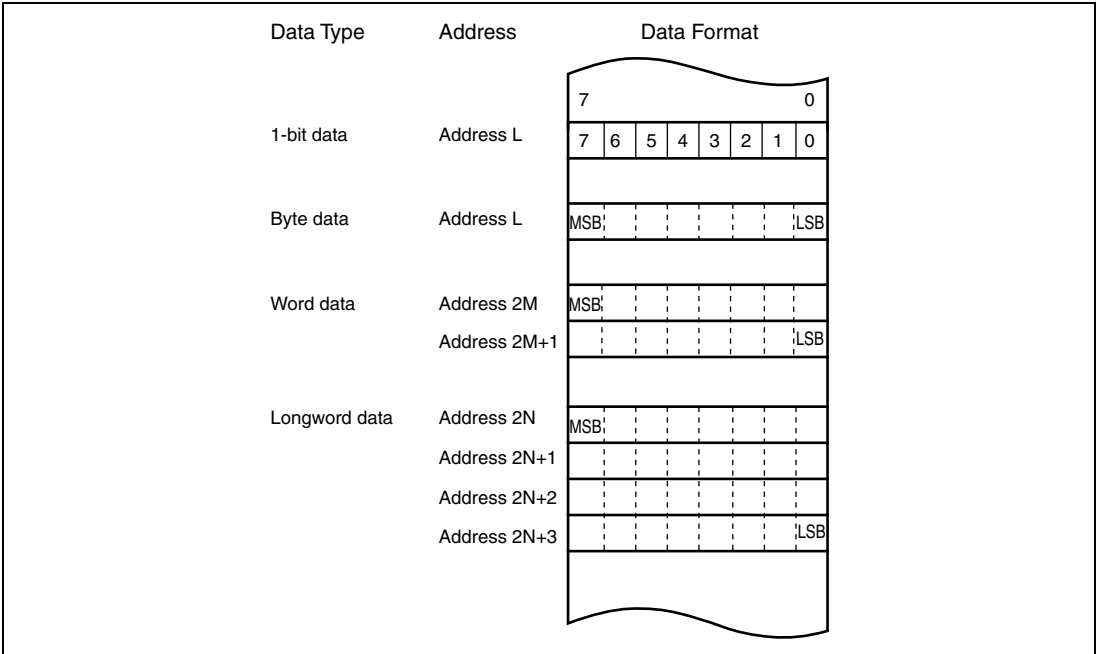 Data Type Address Data Format
7 0
1-bit data Address L 7 6 5 4 3 2 1 0
Byte data Address L MSB LSB
Word data Address 2M MSB
Address 2M+1 LSB
Longword data Address 2N MSB
Address 2N+1
Address 2N+2
Address 2N+3 LSB